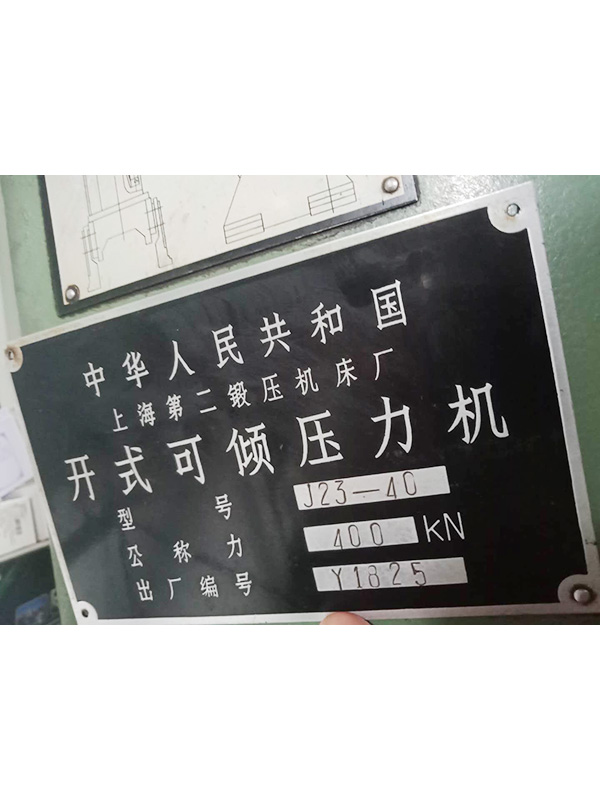 中华人民共和国
上海第二锻压机床厂
开式可倾压力机
型号 J23-40
公称力 400 KN
出厂编号 Y1825